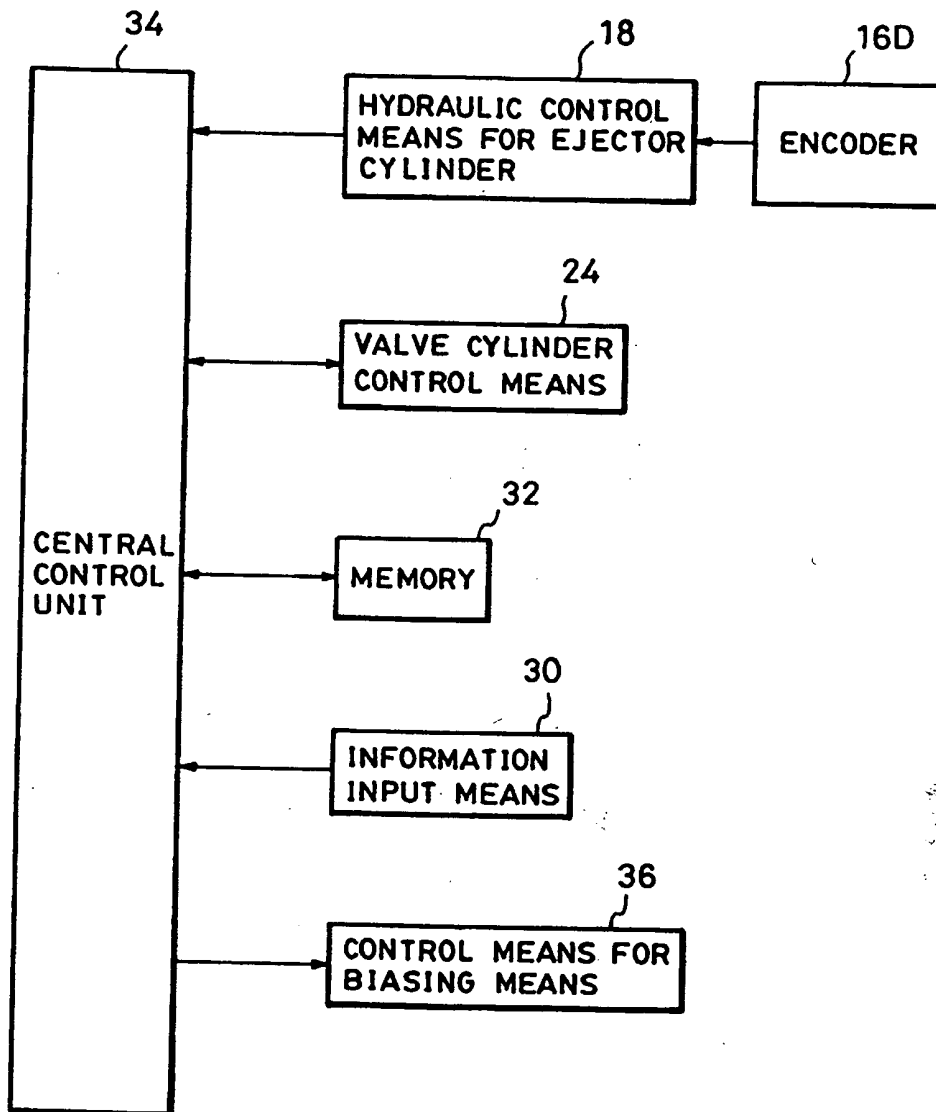 34
18
16D
HYDRAULIC CONTROL
MEANS FOR EJECTOR
CYLINDER
ENCODER
24
VALVE CYLINDER
CONTROL MEANS
32
CENTRAL
CONTROL
UNIT
MEMORY
30
INFORMATION
INPUT MEANS
36
CONTROL MEANS FOR
BIASING MEANS